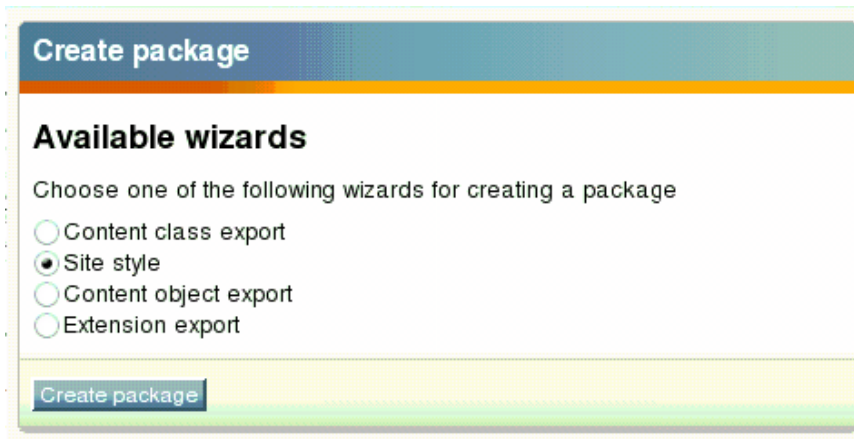 Create package
Available wizards
Choose one of the following wizards for creating a package
Content class export
Site style
Content object export
Extension export
Create package